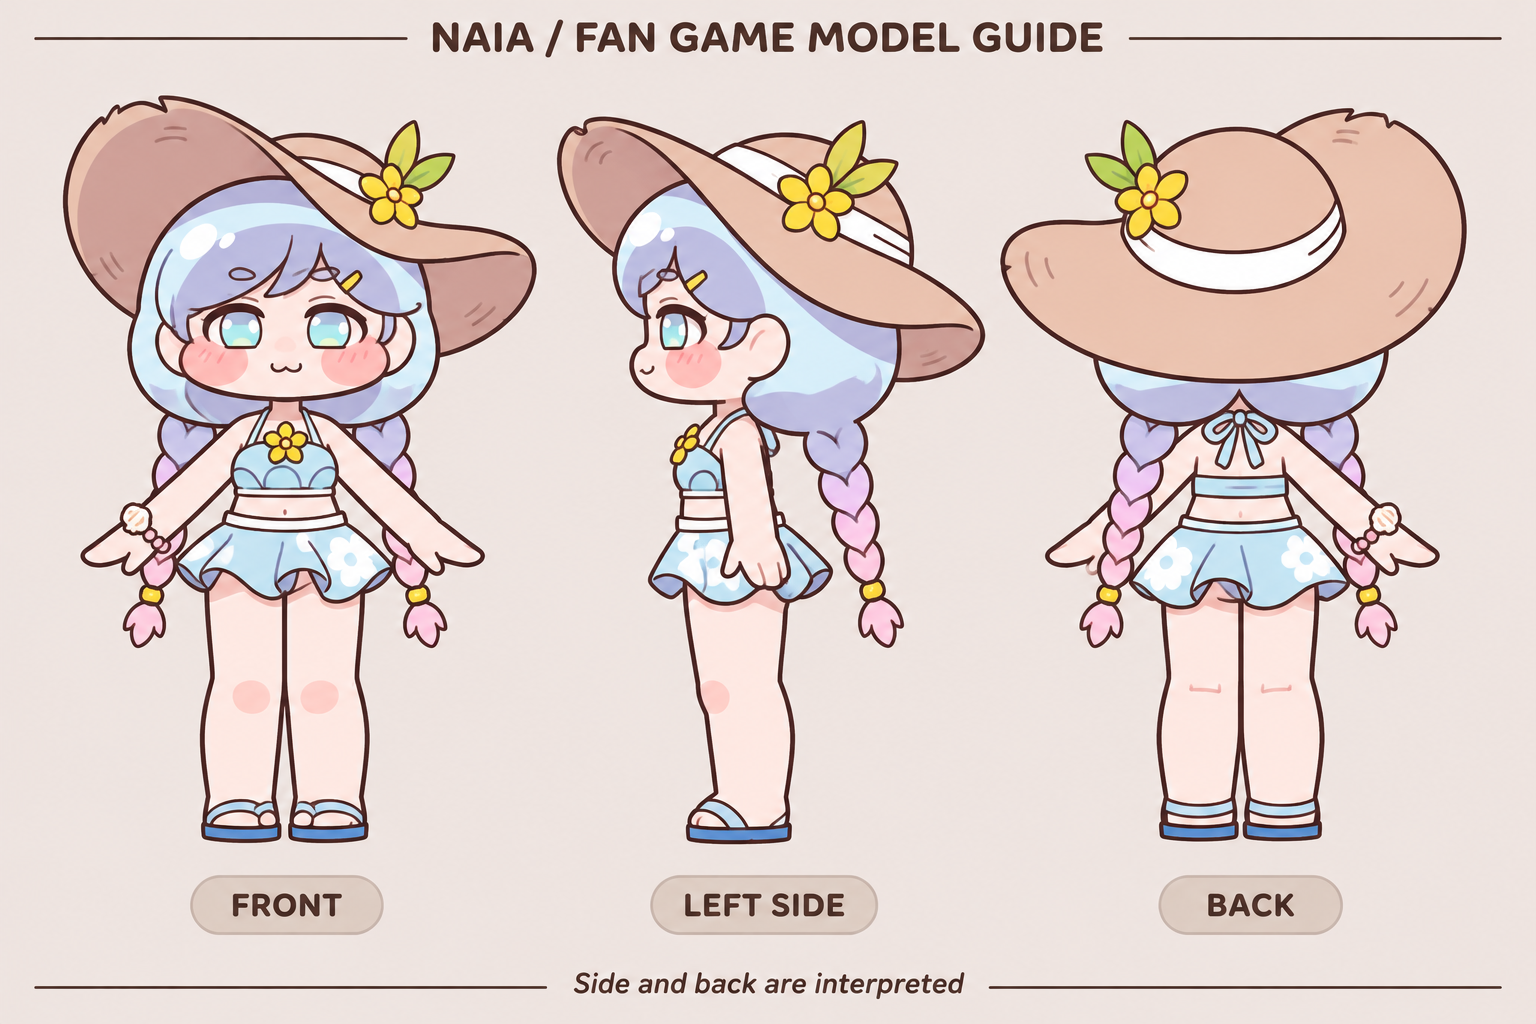 NAIA / FAN GAME MODEL GUIDE
FRONT
LEFT SIDE
BACK
Side and back are interpreted